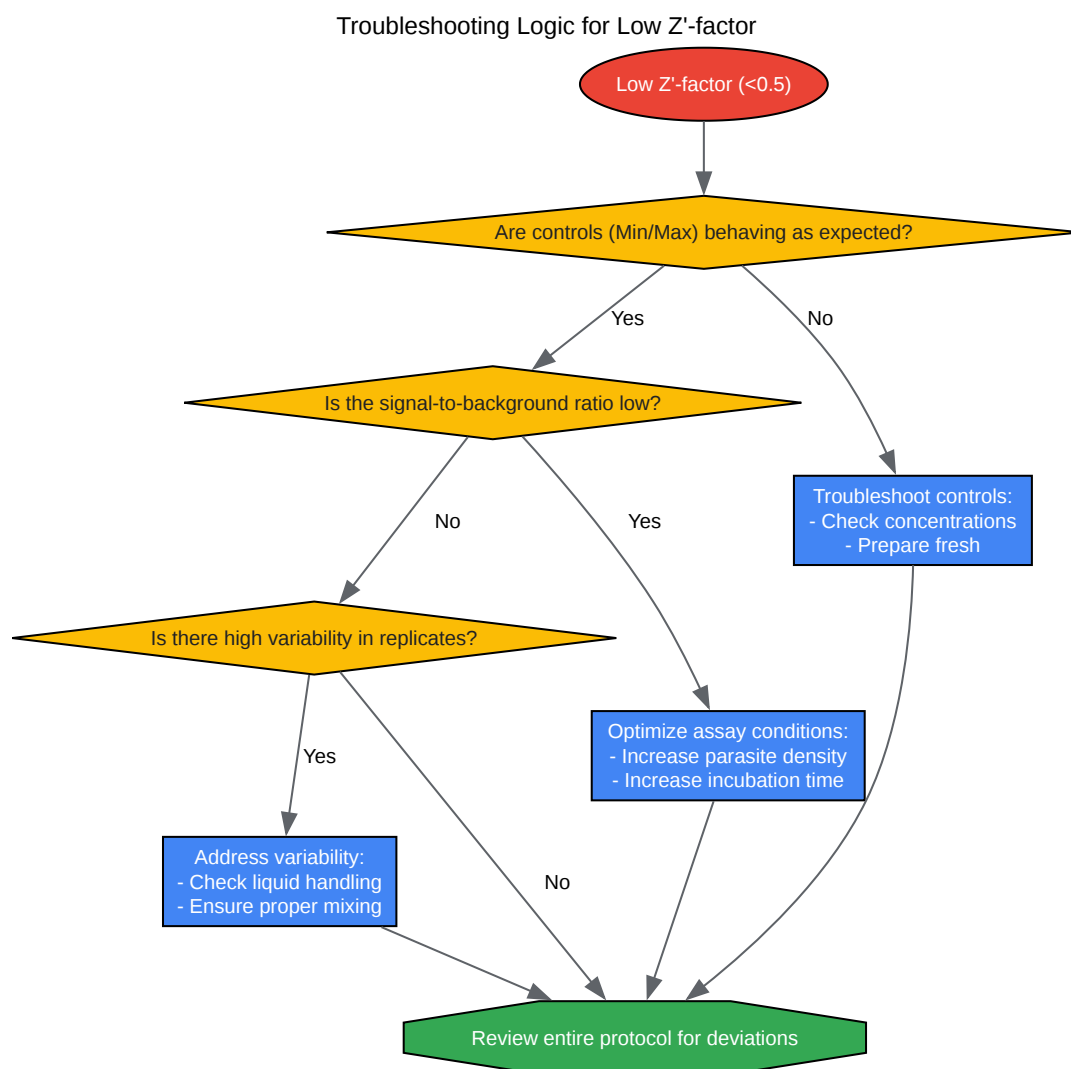 Troubleshooting Logic for Low Z'-factor
Low Z'-factor (<0.5)
Are controls (Min/Max) behaving as expected?
Yes
No
Is the signal-to-background ratio low?
No
Yes
Troubleshoot controls:
- Check concentrations
- Prepare fresh
Is there high variability in replicates?
Yes
No
Optimize assay conditions:
- Increase parasite density
- Increase incubation time
Address variability:
- Check liquid handling
- Ensure proper mixing
Review entire protocol for deviations